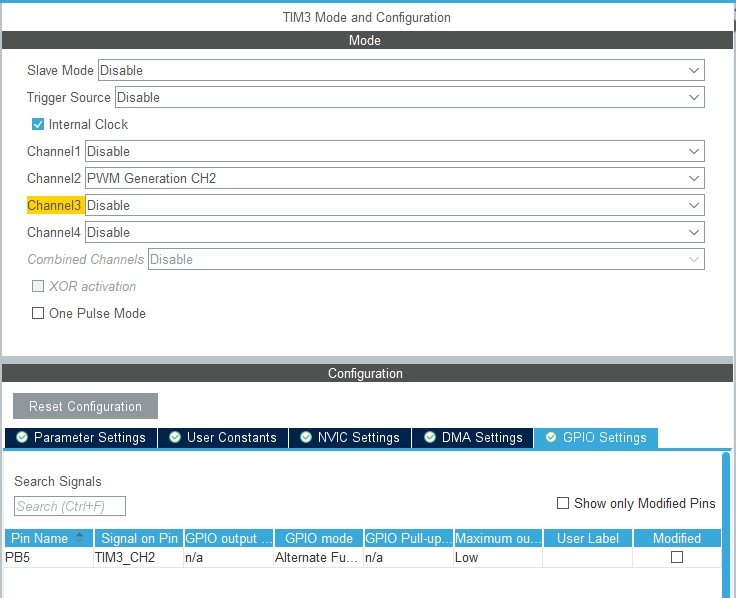 TIM3 Mode and Configuration
Mode
Slave Mode Disable
Trigger Source Disable
Internal Clock
Channel1 Disable
Channel2 PWM Generation CH2
Channel3 Disable
Channel4 Disable
Combined Channels Disable
XOR activation
One Pulse Mode
Configuration
Reset Configuration
Parameter Settings User Constants NVIC Settings DMA Settings GPIO Settings
Search Signals
Search (Ctrl+F) Show only Modified Pins
Pin Name Signal on Pin GPIO output ... GPIO mode GPIO Pull-up... Maximum ou... User Label Modified
PB5 TIM3_CH2 n/a Alternate Fu... n/a Low